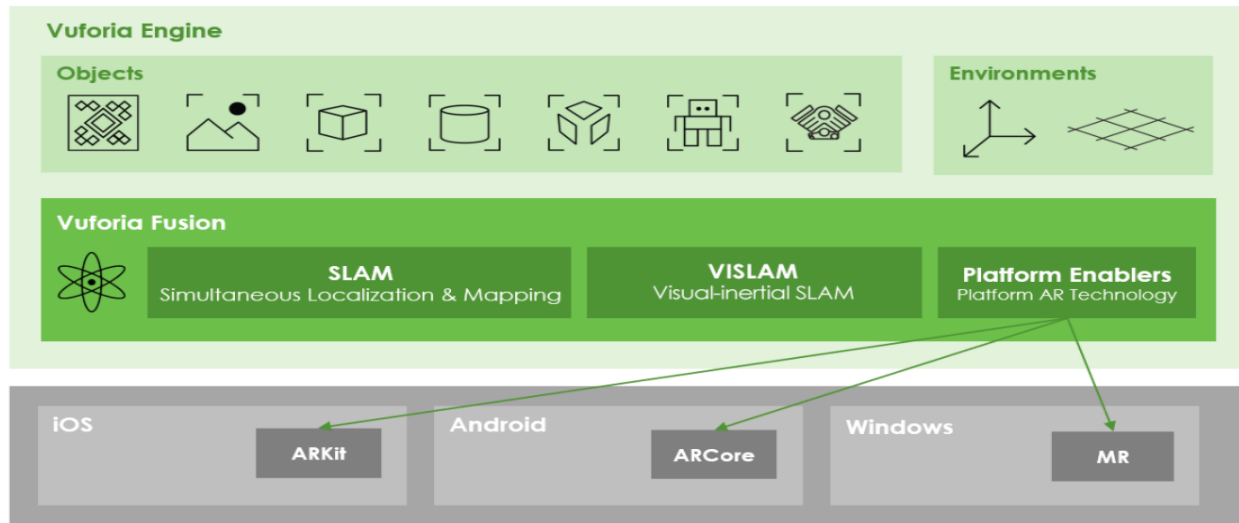 Vuforia Engine
Objects
Environments
Vuforia Fusion
SLAM
Simultaneous Localization & Mapping
VISLAM
Visual-inertial SLAM
Platform Enablers
Platform AR Technology
iOS
ARKit
Android
ARCore
Windows
MR